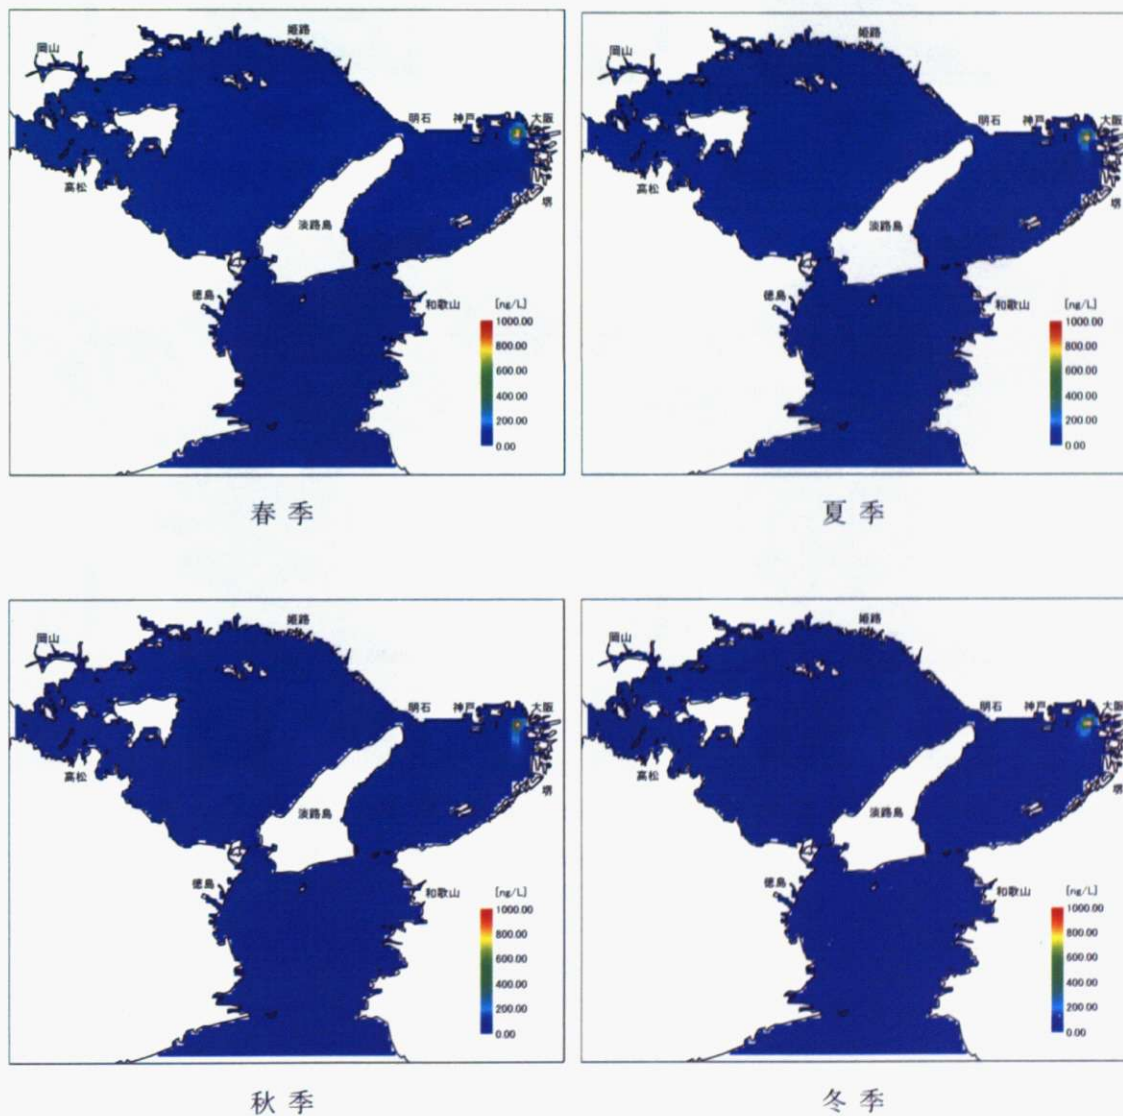 岡山
姫路
明石
神戸
大阪
高松
堺
淡路島
徳島
和歌山
[ng/L]
1000.00
800.00
600.00
400.00
200.00
0.00
春季
岡山
姫路
明石
神戸
大阪
高松
堺
淡路島
徳島
和歌山
[ng/L]
1000.00
800.00
600.00
400.00
200.00
0.00
夏季
岡山
姫路
明石
神戸
大阪
高松
堺
淡路島
徳島
和歌山
[ng/L]
1000.00
800.00
600.00
400.00
200.00
0.00
秋季
岡山
姫路
明石
神戸
大阪
高松
堺
淡路島
徳島
和歌山
[ng/L]
1000.00
800.00
600.00
400.00
200.00
0.00
冬季